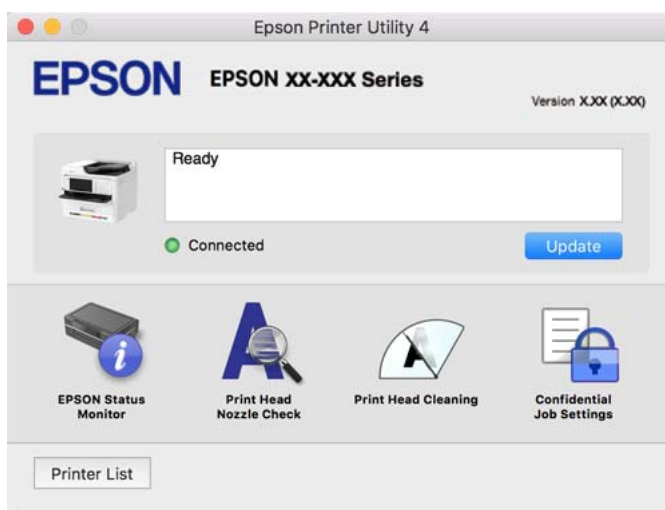 Epson Printer Utility 4
EPSON
EPSON XX-XXX Series
Version X.XX (X.XX)
Ready
Connected
Update
EPSON Status
Monitor
Print Head
Nozzle Check
Print Head Cleaning
Confidential
Job Settings
Printer List